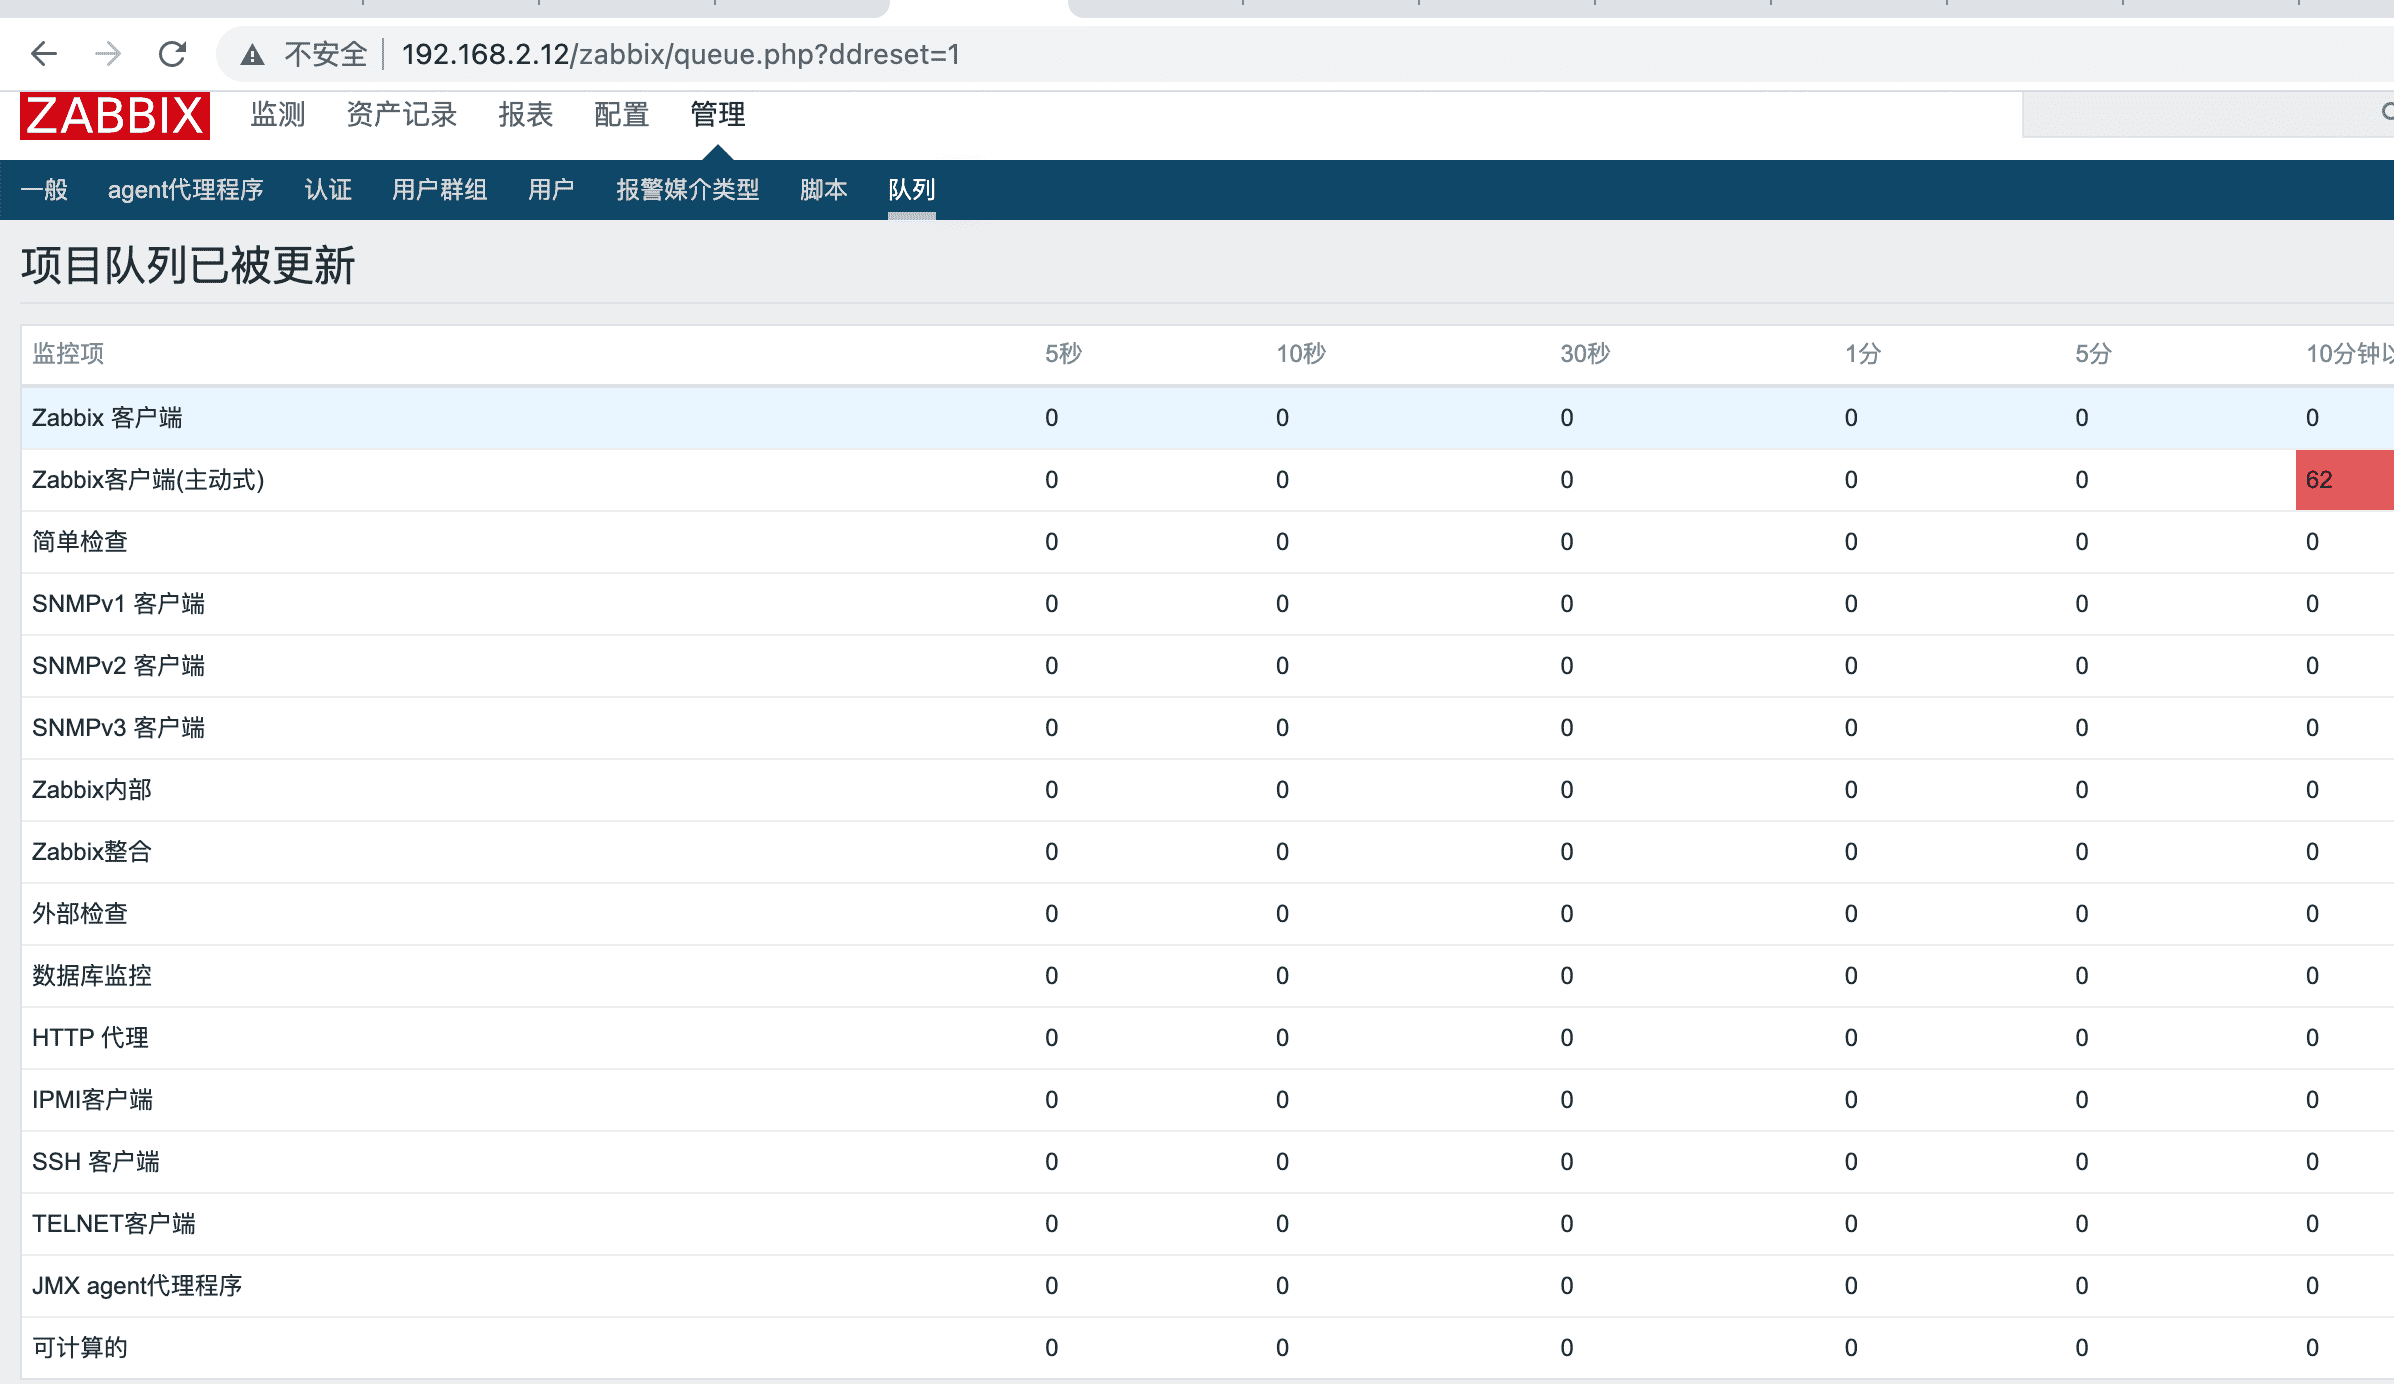 不安全 192.168.2.12/zabbix/queue.php?ddreset=1
ZABBIX 监测 资产记录 报表 配置 管理
一般 agent代理程序 认证 用户群组 用户 报警媒介类型 脚本 队列
项目队列已被更新
监控项 5秒 10秒 30秒 1分 5分 10分钟以
Zabbix 客户端 0 0 0 0 0 0
Zabbix客户端(主动式) 0 0 0 0 0 62
简单检查 0 0 0 0 0 0
SNMPv1 客户端 0 0 0 0 0 0
SNMPv2 客户端 0 0 0 0 0 0
SNMPv3 客户端 0 0 0 0 0 0
Zabbix内部 0 0 0 0 0 0
Zabbix整合 0 0 0 0 0 0
外部检查 0 0 0 0 0 0
数据库监控 0 0 0 0 0 0
HTTP 代理 0 0 0 0 0 0
IPMI客户端 0 0 0 0 0 0
SSH 客户端 0 0 0 0 0 0
TELNET客户端 0 0 0 0 0 0
JMX agent代理程序 0 0 0 0 0 0
可计算的 0 0 0 0 0 0